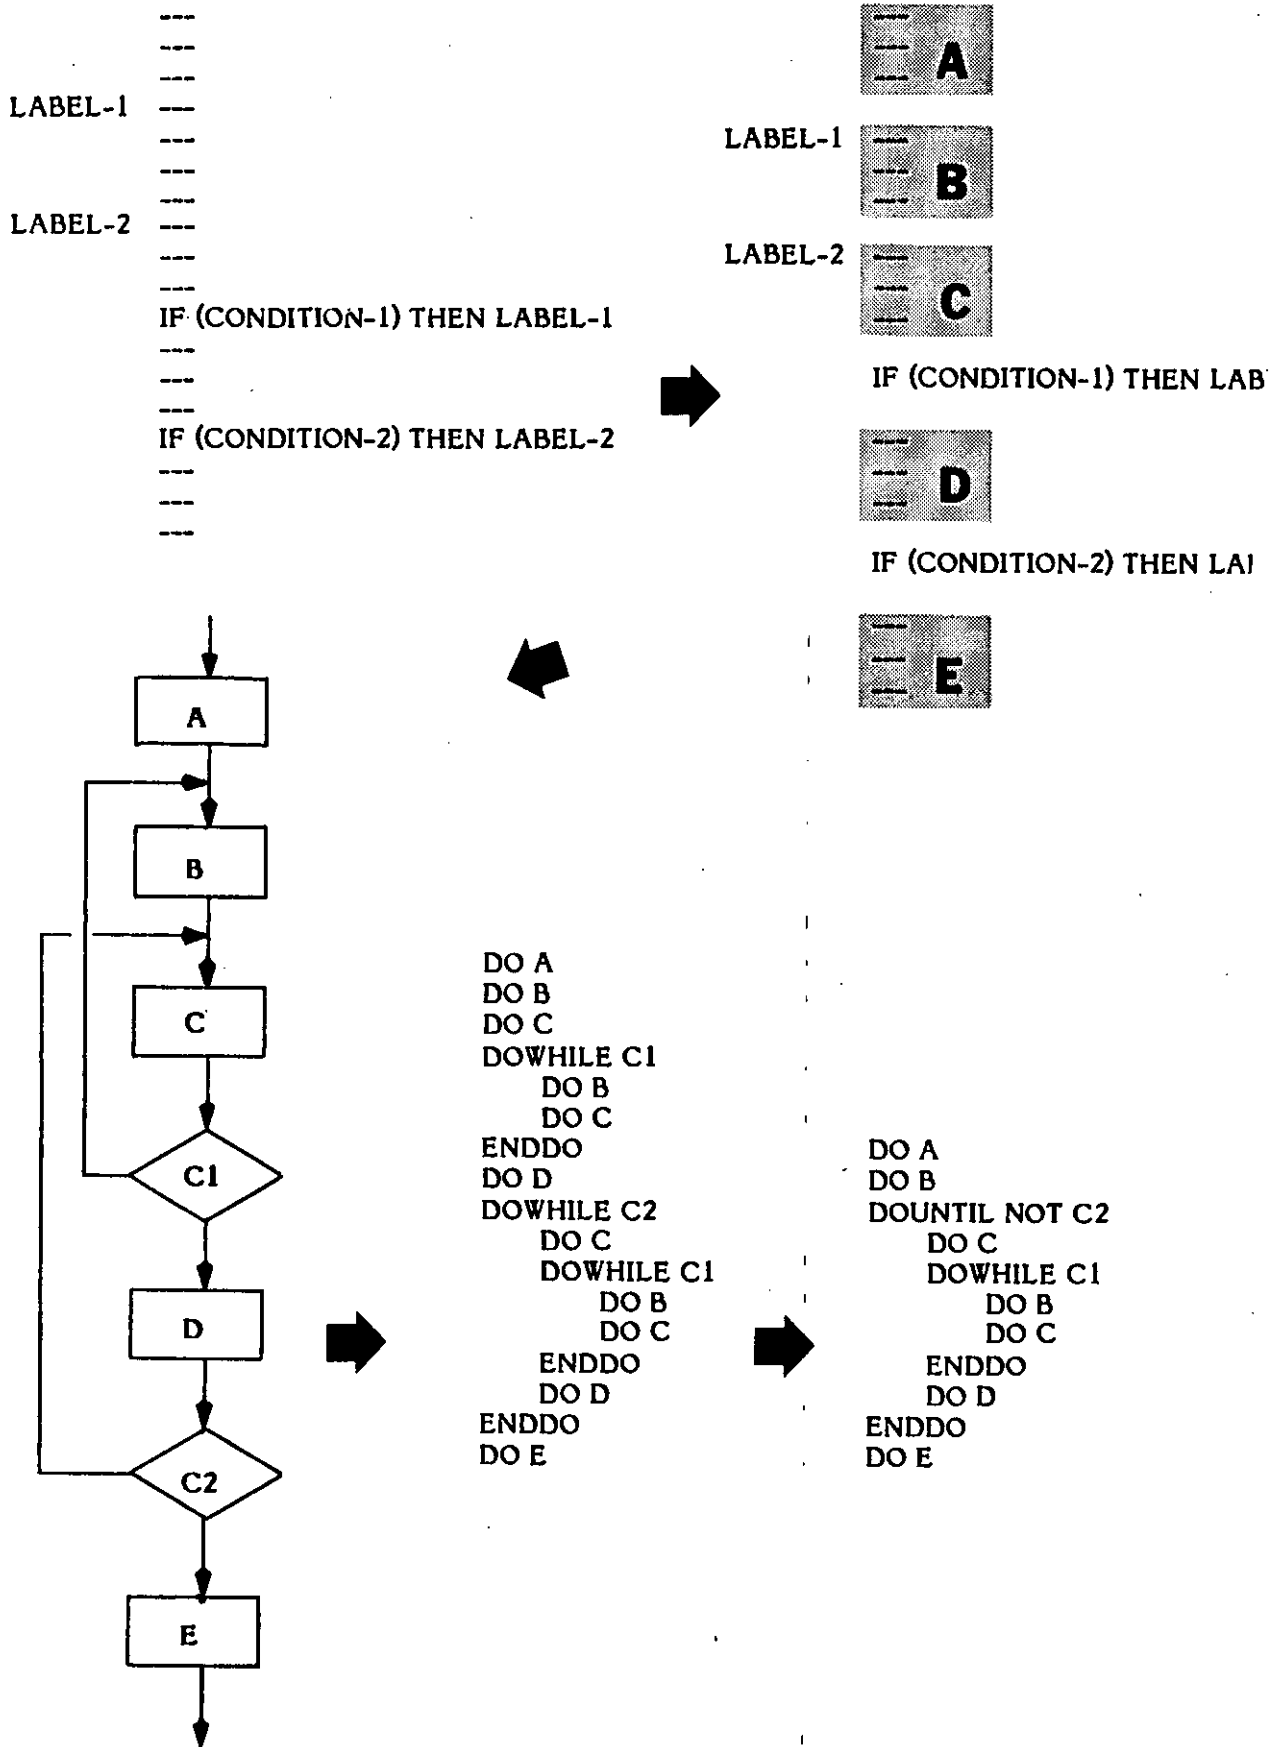 LABEL-1 ---
LABEL-2 ---
IF (CONDITION-1) THEN LABEL-1
IF (CONDITION-2) THEN LABEL-2
A
LABEL-1
B
LABEL-2
C
IF (CONDITION-1) THEN LAB
D
IF (CONDITION-2) THEN
E
A
B
C
C1
D
C2
E
DO A
DO B
DO C
DOWHILE C1
DO B
DO C
ENDDO
DO D
DOWHILE C2
DO C
DOWHILE C1
DO B
DO C
ENDDO
DO D
ENDDO
DO E
DO A
DO B
DOUNTIL NOT C2
DO C
DOWHILE C1
DO B
DO C
ENDDO
DO D
ENDDO
DO E